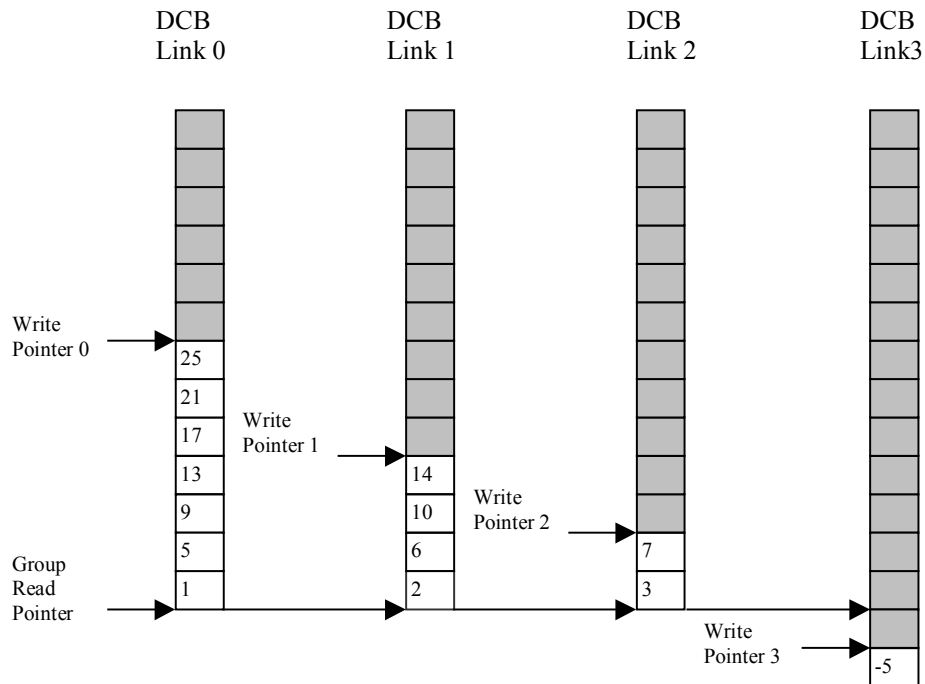 DCB
Link 0
DCB
Link 1
DCB
Link 2
DCB
Link3
Write
Pointer 0
25
21
17
Write
Pointer 1
13
14
9
10
Write
Pointer 2
5
6
7
Group
Read
Pointer
1
2
3
Write
Pointer 3
-5